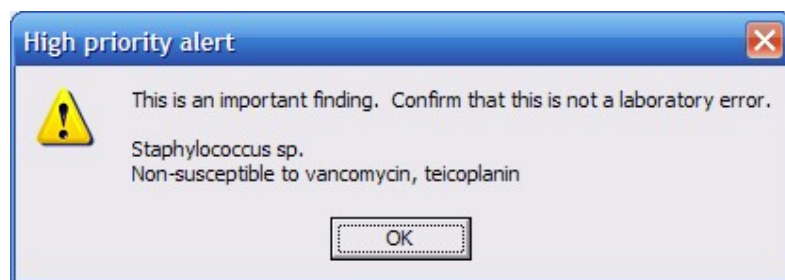 High priority alert
This is an important finding.  Confirm that this is not a laboratory error.
Staphylococcus sp.
Non-susceptible to vancomycin, teicoplanin
OK